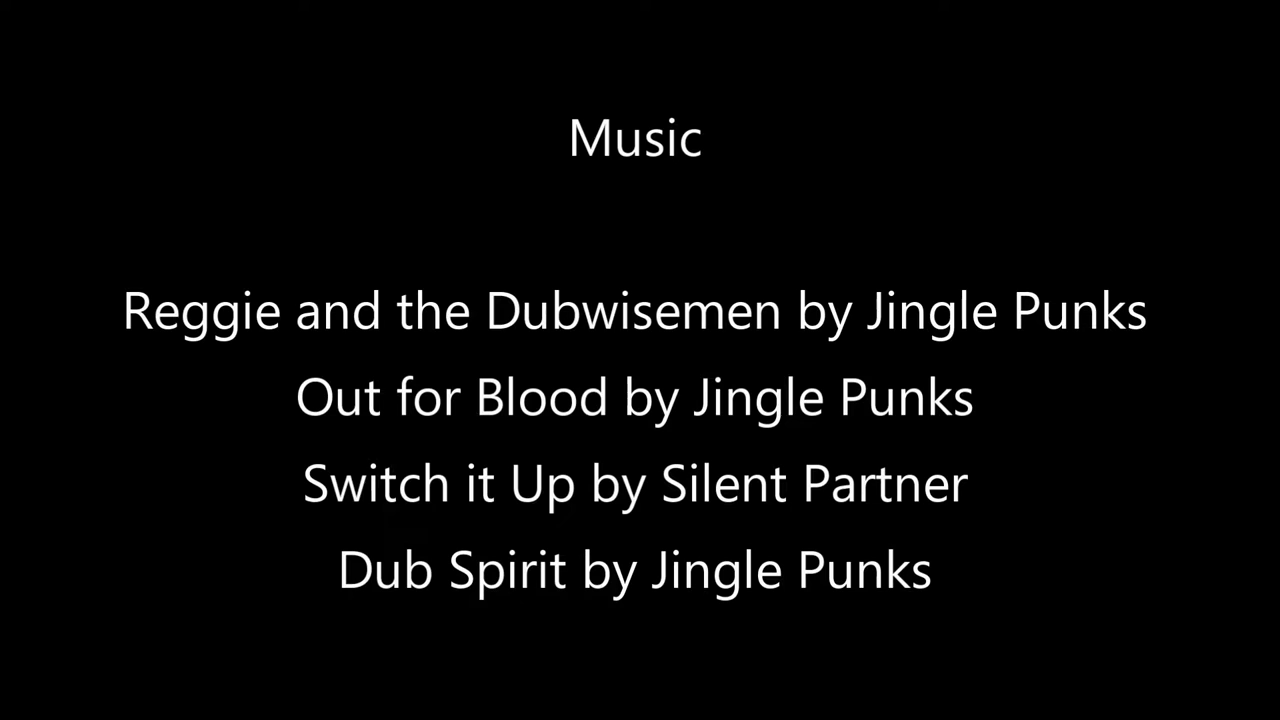 Music
Reggie and the Dubwisemen by Jingle Punks
Out for Blood by Jingle Punks
Switch it Up by Silent Partner
Dub Spirit by Jingle Punks